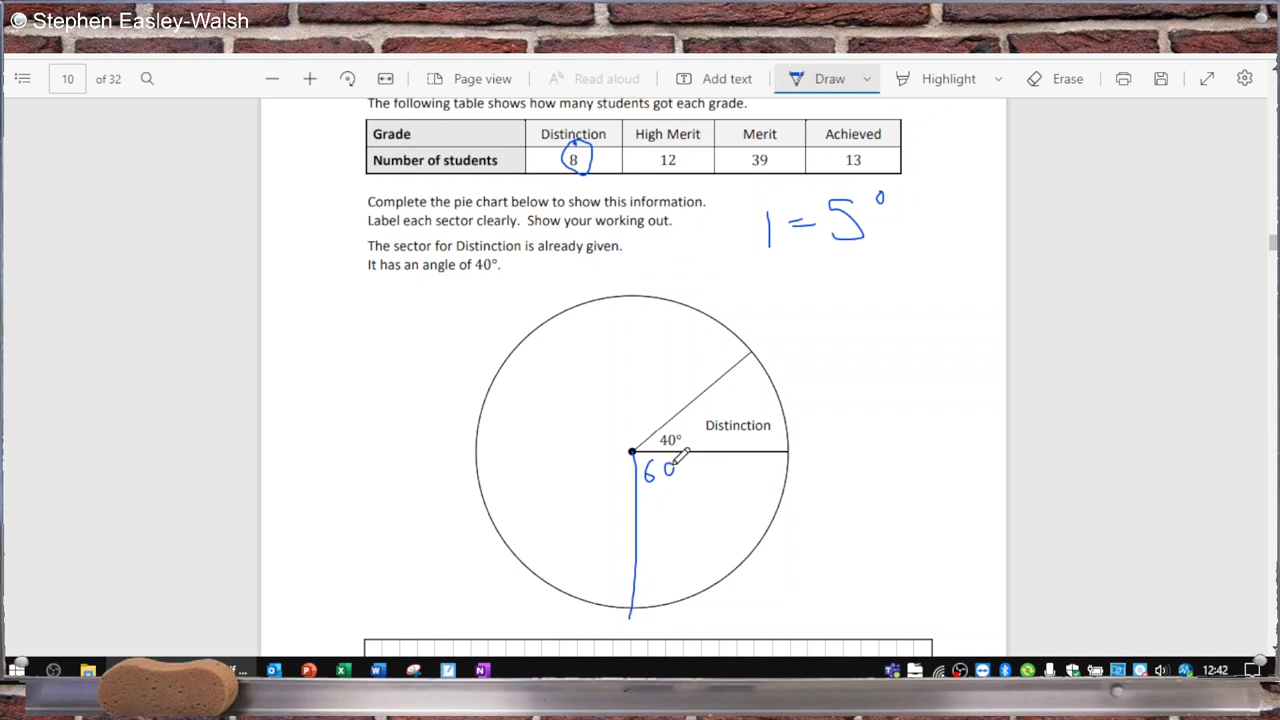 © Stephen Easley-Walsh
10 of 32
Page view
Read aloud
Add text
Draw
Highlight
Erase
The following table shows how many students got each grade.
Grade Distinction High Merit Merit Achieved
Number of students 8 12 39 13
Complete the pie chart below to show this information.
Label each sector clearly. Show your working out.
1 = 5°
The sector for Distinction is already given.
It has an angle of 40°.
Distinction
40°
60
12:42